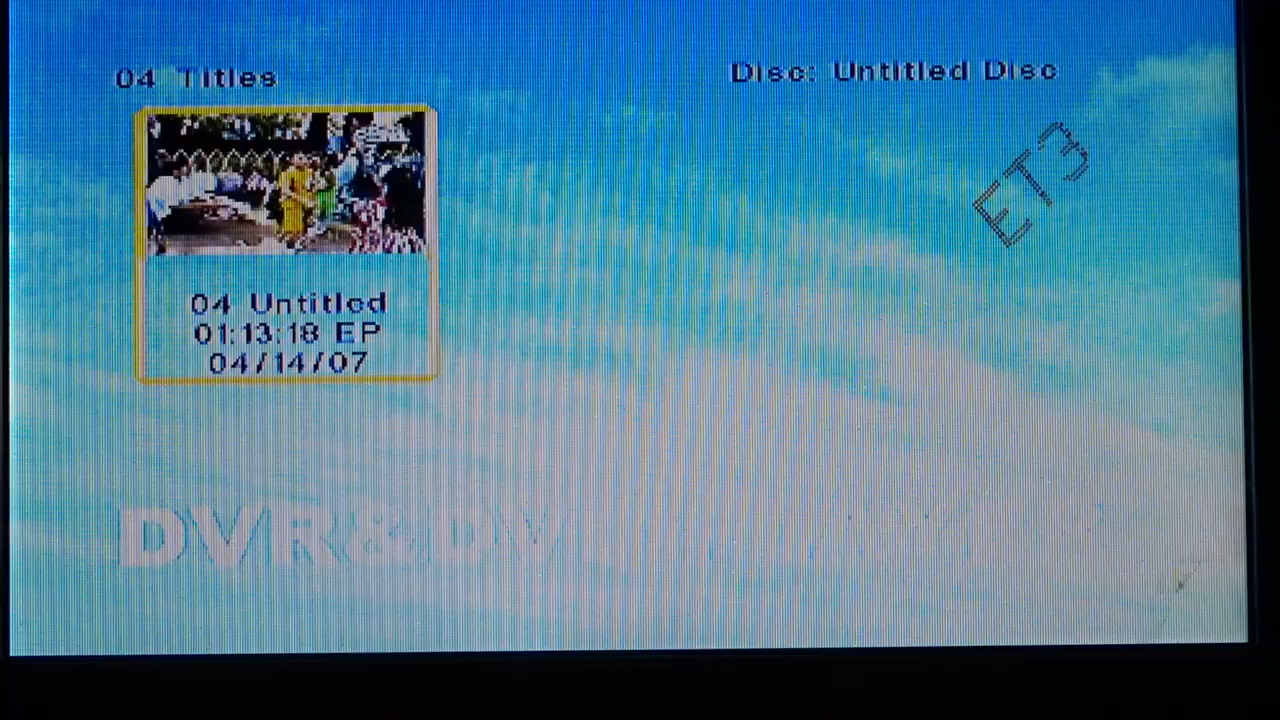 04 Titles
Disc: Untitled Disc
ET3
04 Untitled
01:13:18 EP
04/14/07
DVR&DV